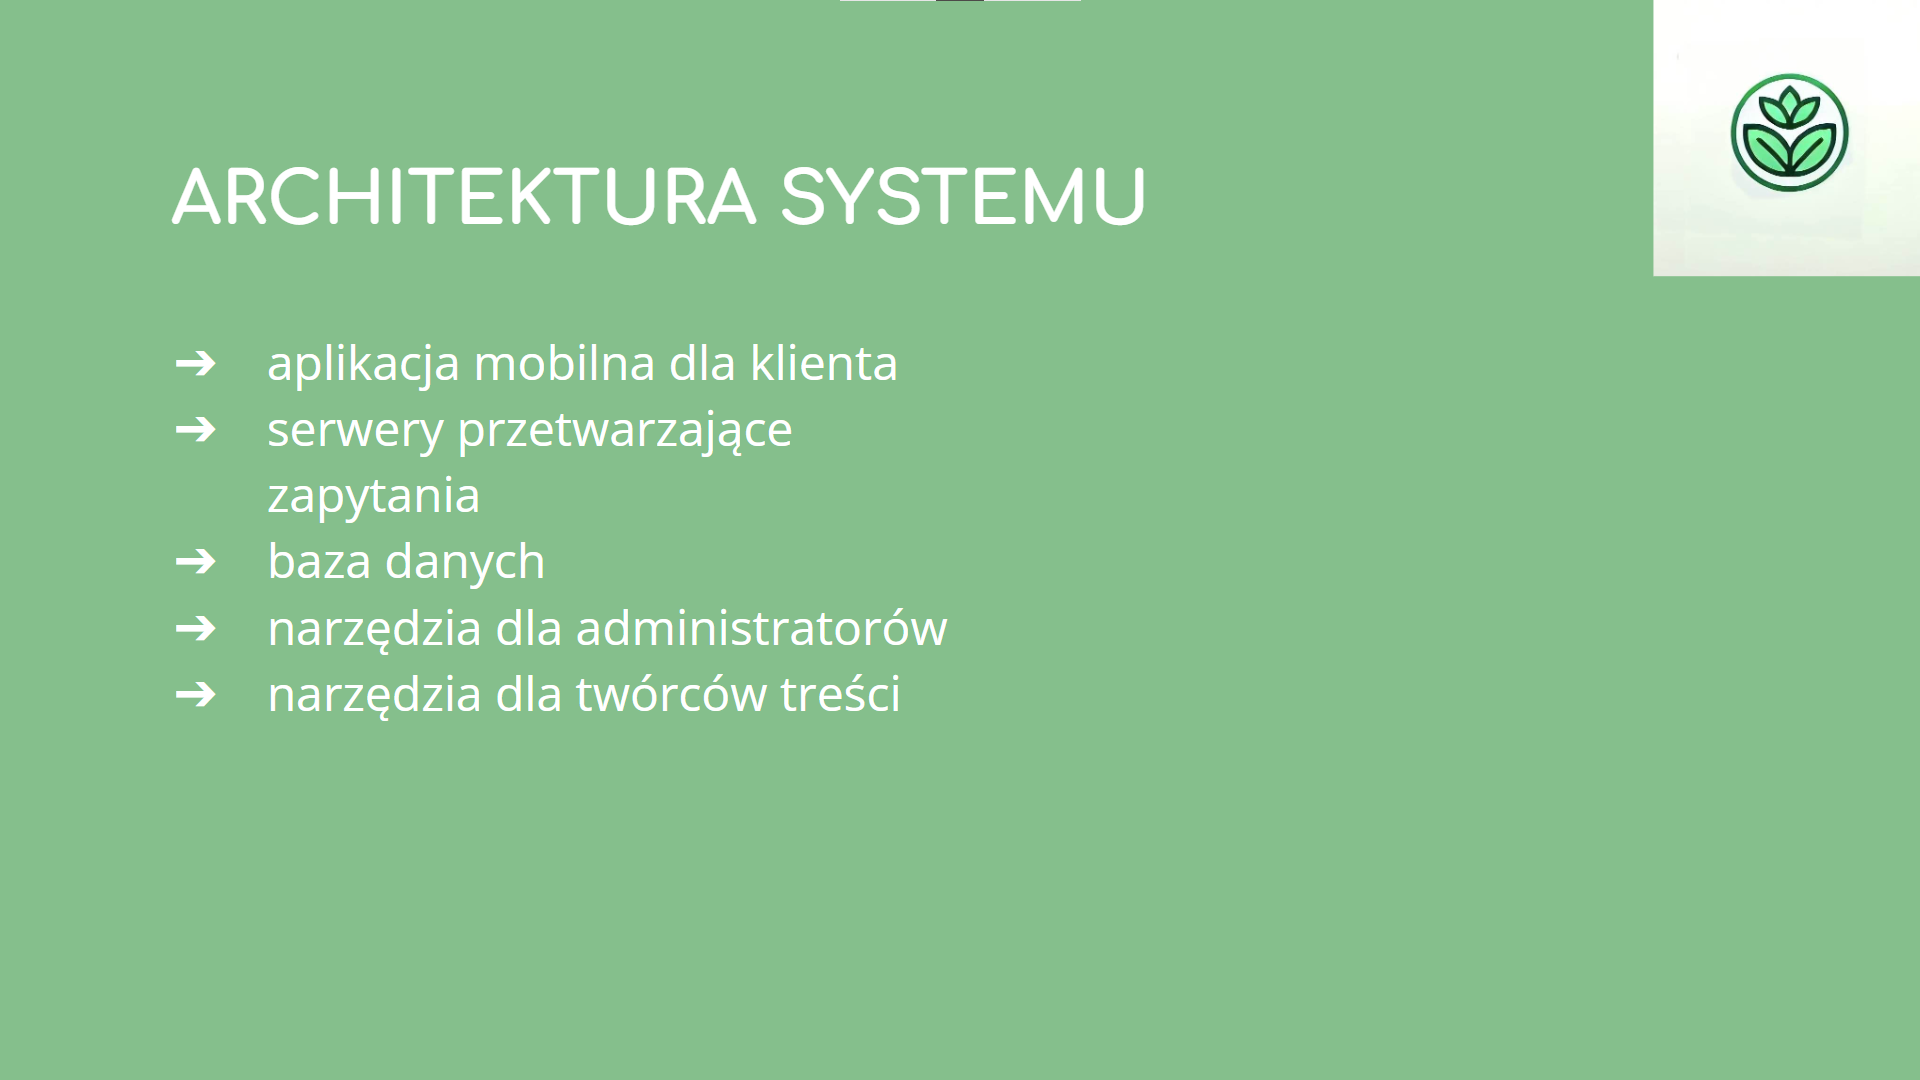 ARCHITEKTURA SYSTEMU
➔ aplikacja mobilna dla klienta
➔ serwery przetwarzające
zapytania
➔ baza danych
➔ narzędzia dla administratorów
➔ narzędzia dla twórców treści